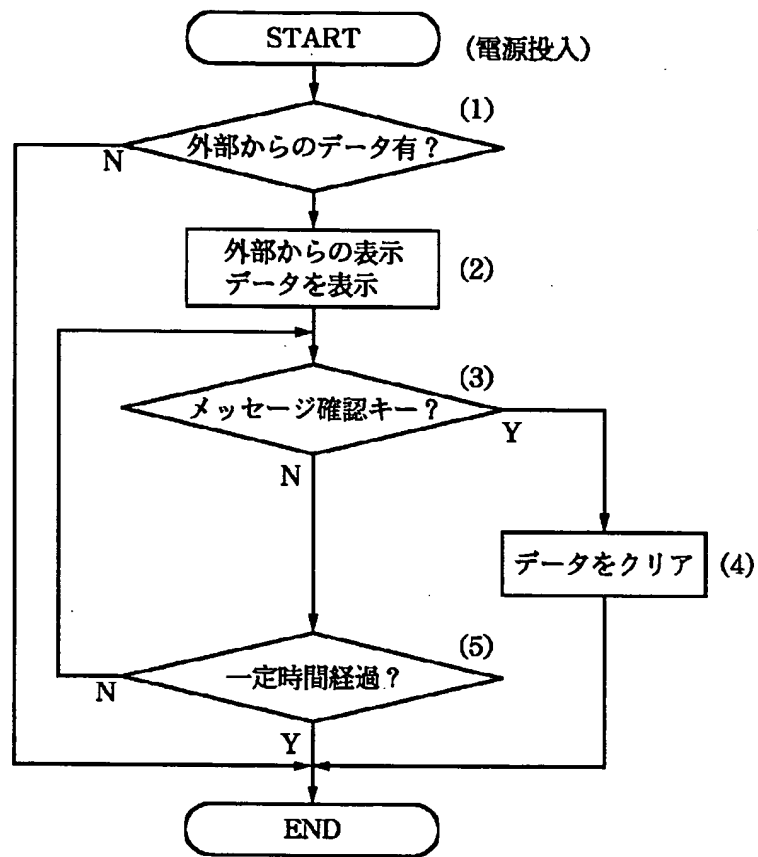 START
(電源投入)
(1)
外部からのデータ有？
N
外部からの表示
データを表示
(2)
(3)
メッセージ確認キー？
Y
N
データをクリア
(4)
(5)
一定時間経過？
N
Y
END